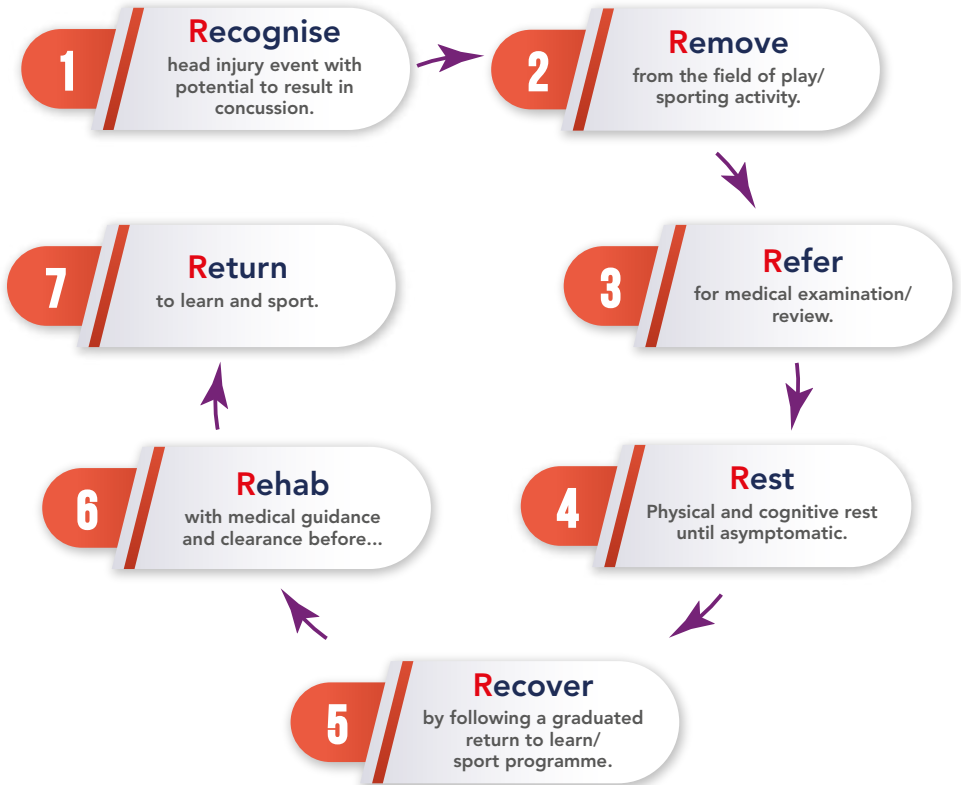 1
Recognise
head injury event with
potential to result in
concussion.
2
Remove
from the field of play/
sporting activity.
3
Refer
for medical examination/
review.
4
Rest
Physical and cognitive rest
until asymptomatic.
5
Recover
by following a graduated
return to learn/
sport programme.
6
Rehab
with medical guidance
and clearance before...
7
Return
to learn and sport.